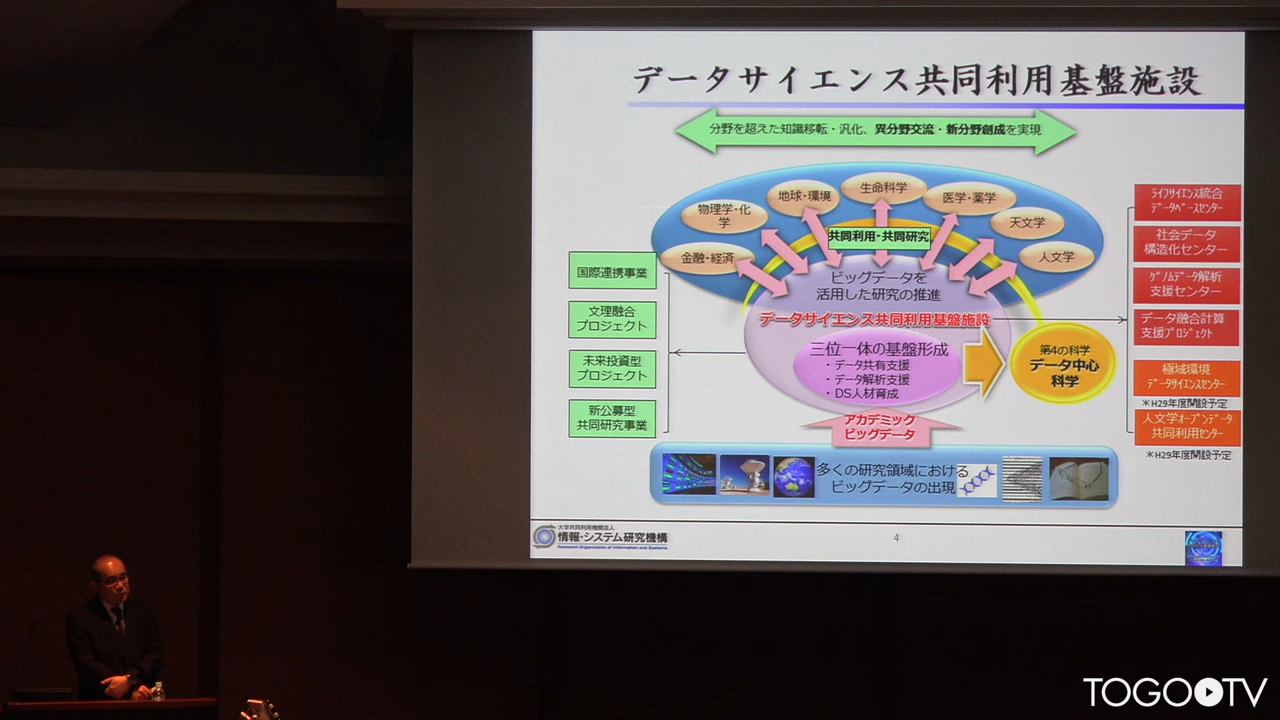 データサイエンス共同利用基盤施設
分野を超えた知識移転・汎化、異分野交流・新分野創成を実現
生命科学
地球・環境
医学・薬学
物理学・化
学
天文学
金融・経済
人文学
共同利用・共同研究
ビッグデータを
活用した研究の推進
データサイエンス共同利用基盤施設
三位一体の基盤形成
・データ共有支援
・データ解析支援
・DS人材育成
第4の科学
データ中心
科学
アカデミック
ビッグデータ
多くの研究領域における
ビッグデータの出現
国際連携事業
文理融合
プロジェクト
未来投資型
プロジェクト
新公募型
共同研究事業
ﾗｲﾌｻｲｴﾝｽ統合
ﾃﾞｰﾀﾍﾞｰｽｾﾝﾀｰ
社会データ
構造化センター
ｹﾞﾉﾑデータ解析
支援センター
データ融合計算
支援ﾌﾟﾛｼﾞｪｸﾄ
極域環境
ﾃﾞｰﾀｻｲｴﾝｽｾﾝﾀｰ
＊H29年度開設予定
人文学ｵｰﾌﾟﾝﾃﾞｰﾀ
共同利用ｾﾝﾀｰ
＊H29年度開設予定
大学共同利用機関法人
情報・システム研究機構
Research Organization of Information and Systems
4
TOGO TV